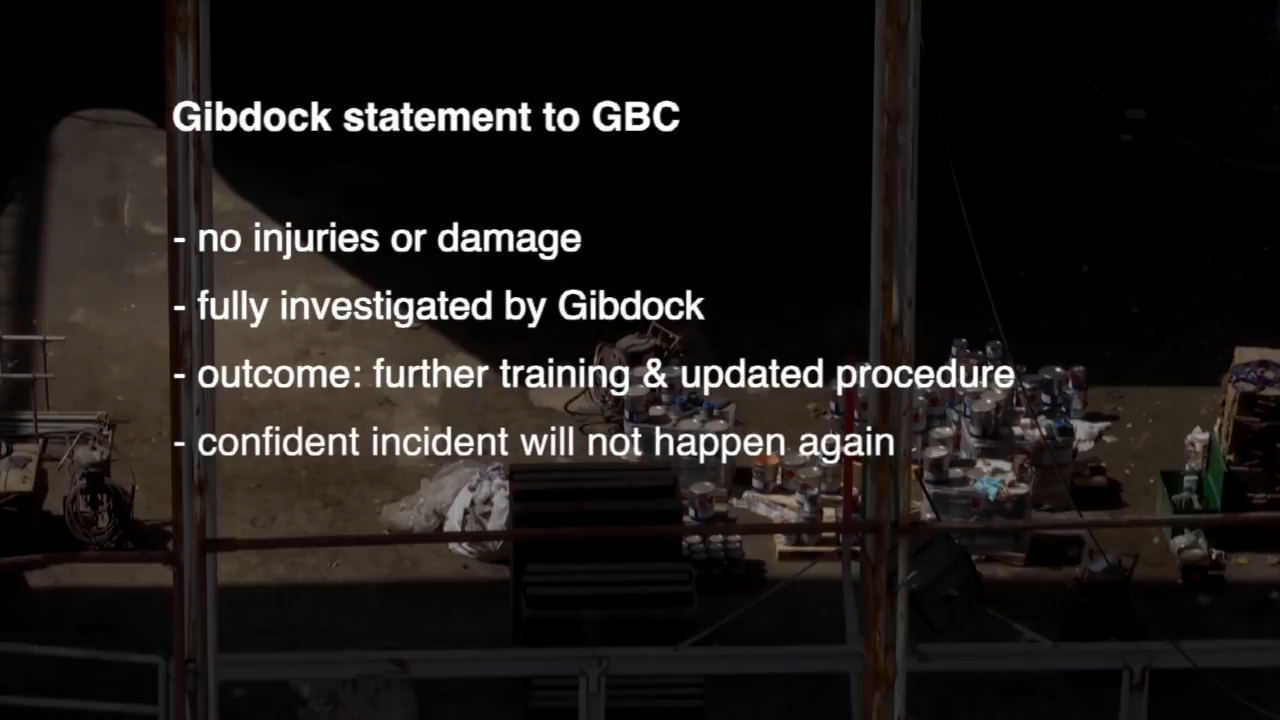 Gibdock statement to GBC
- no injuries or damage
- fully investigated by Gibdock
- outcome: further training & updated procedure
- confident incident will not happen again